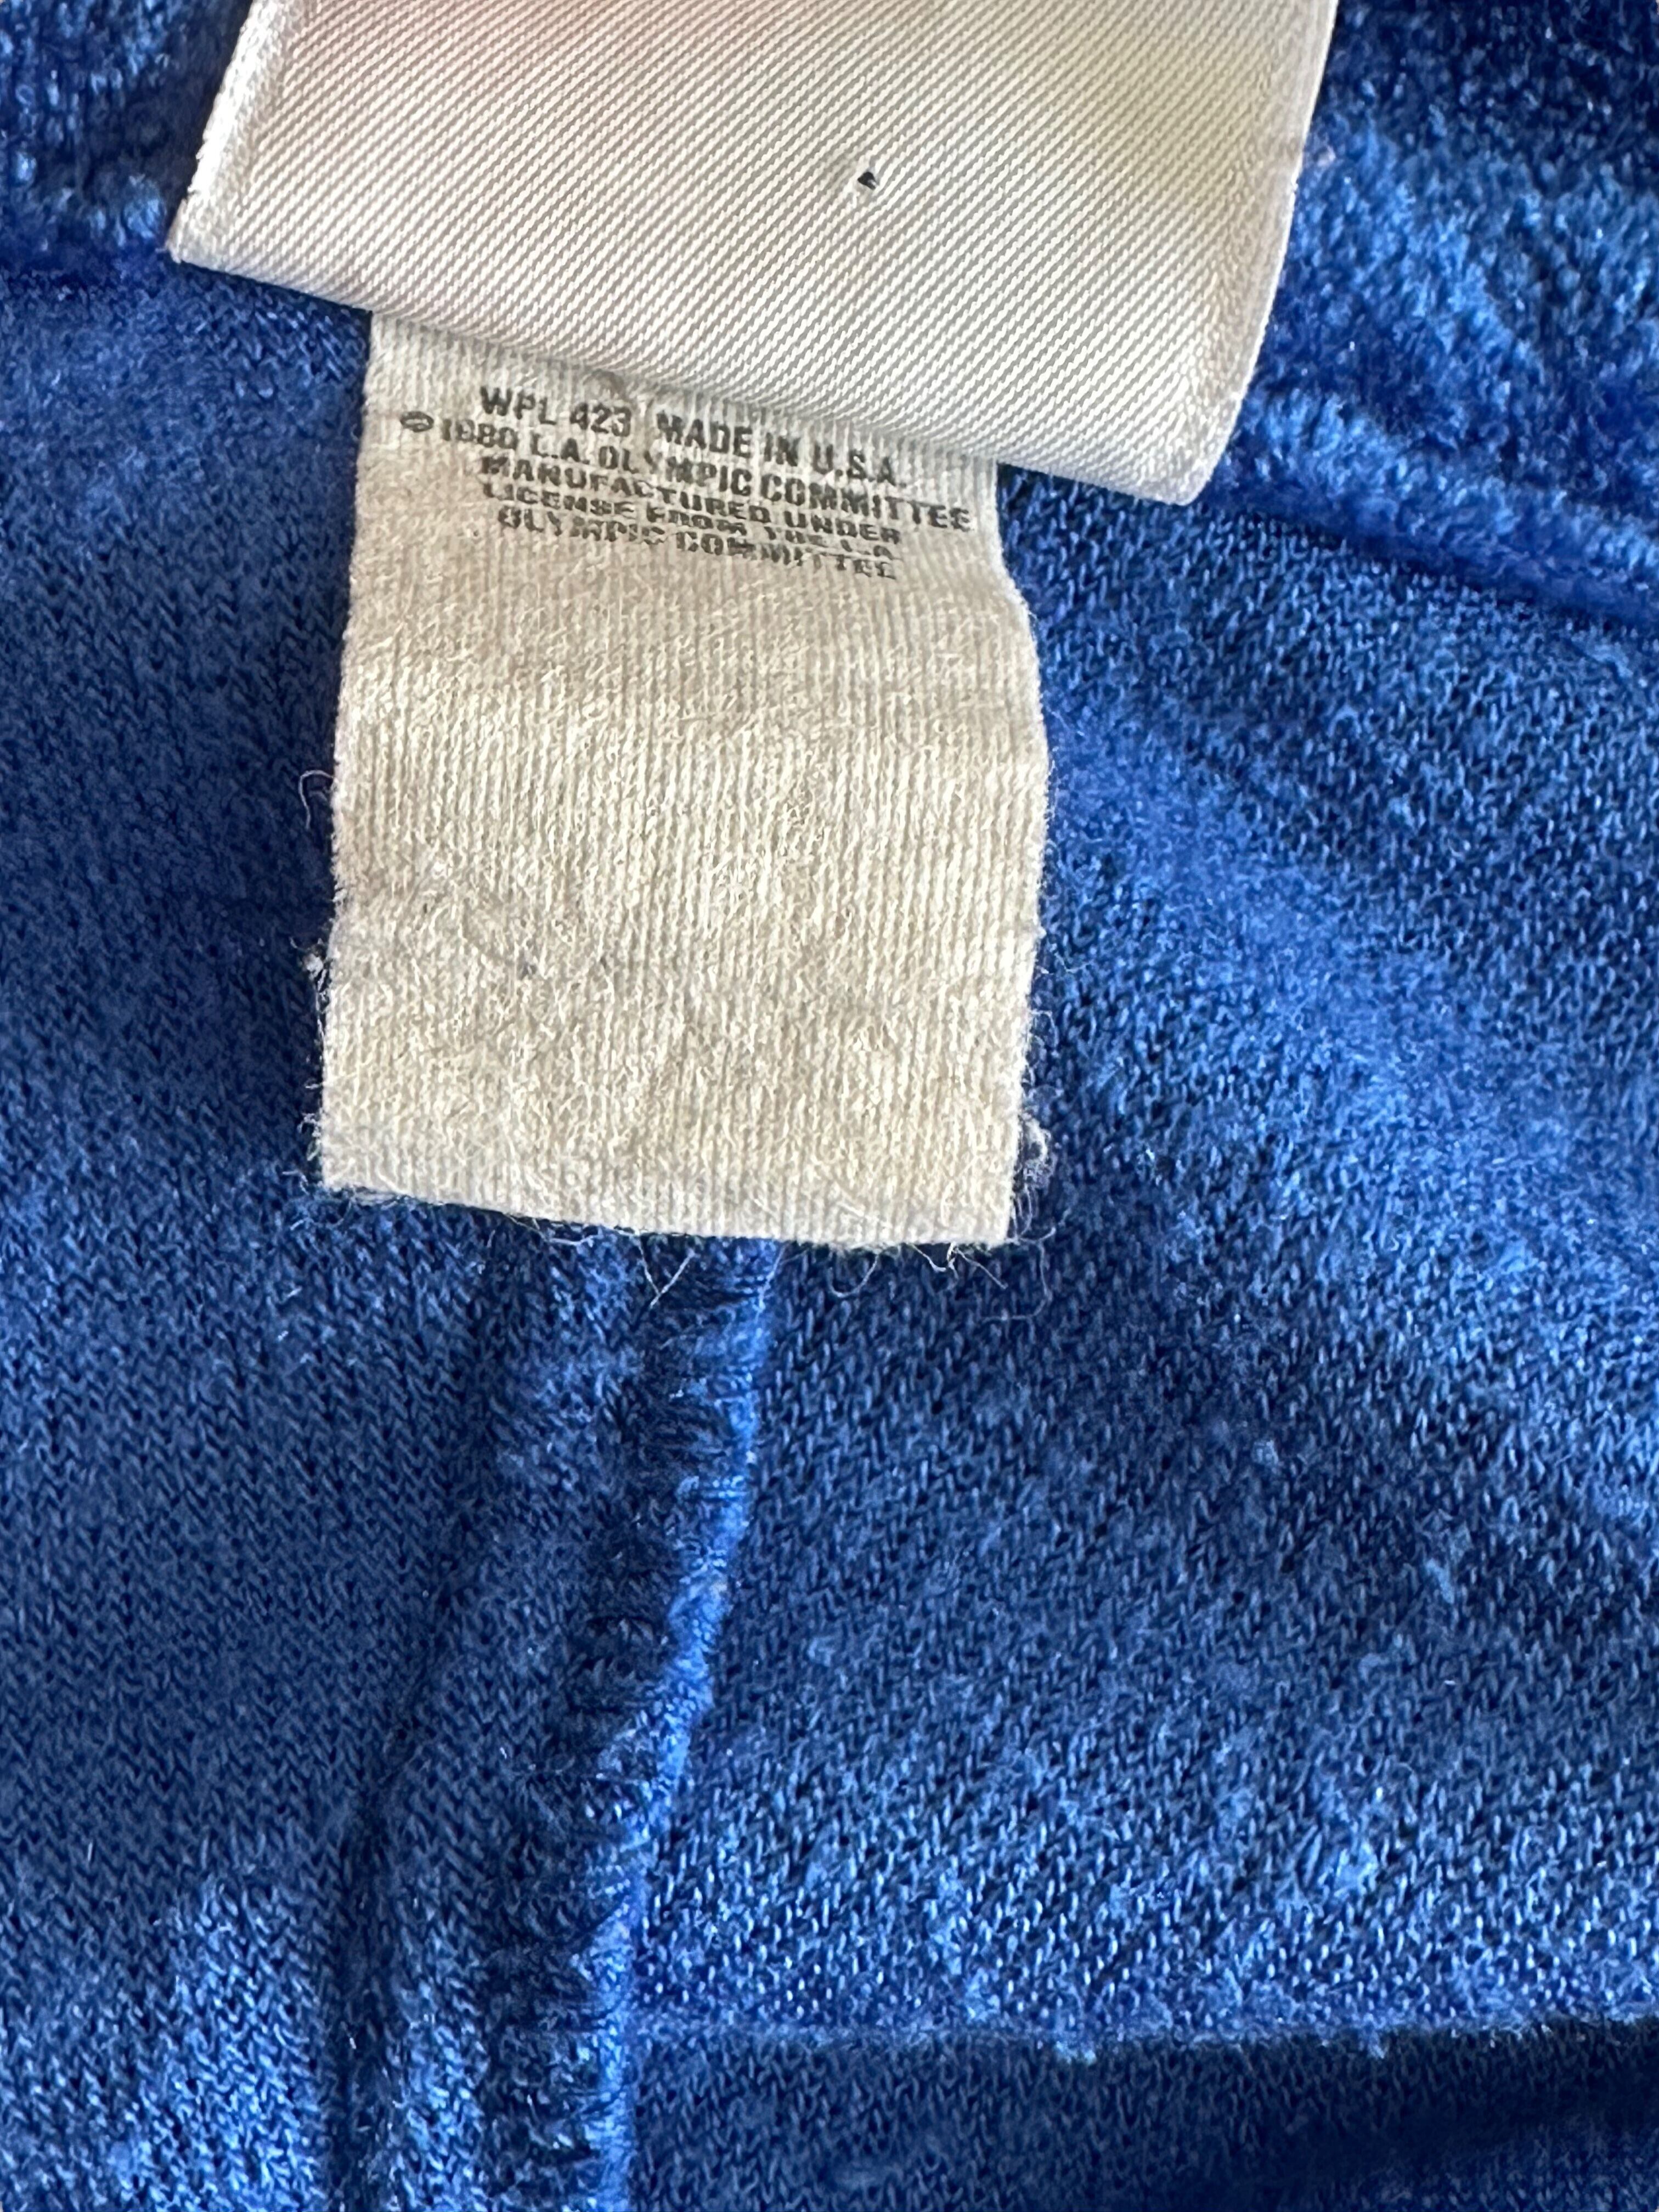 WPL 423 MADE IN U.S.A.
© 1980 L.A. OLYMPIC COMMITTEE
MANUFACTURED UNDER
LICENSE FROM THE L.A.
OLYMPIC COMMITTEE